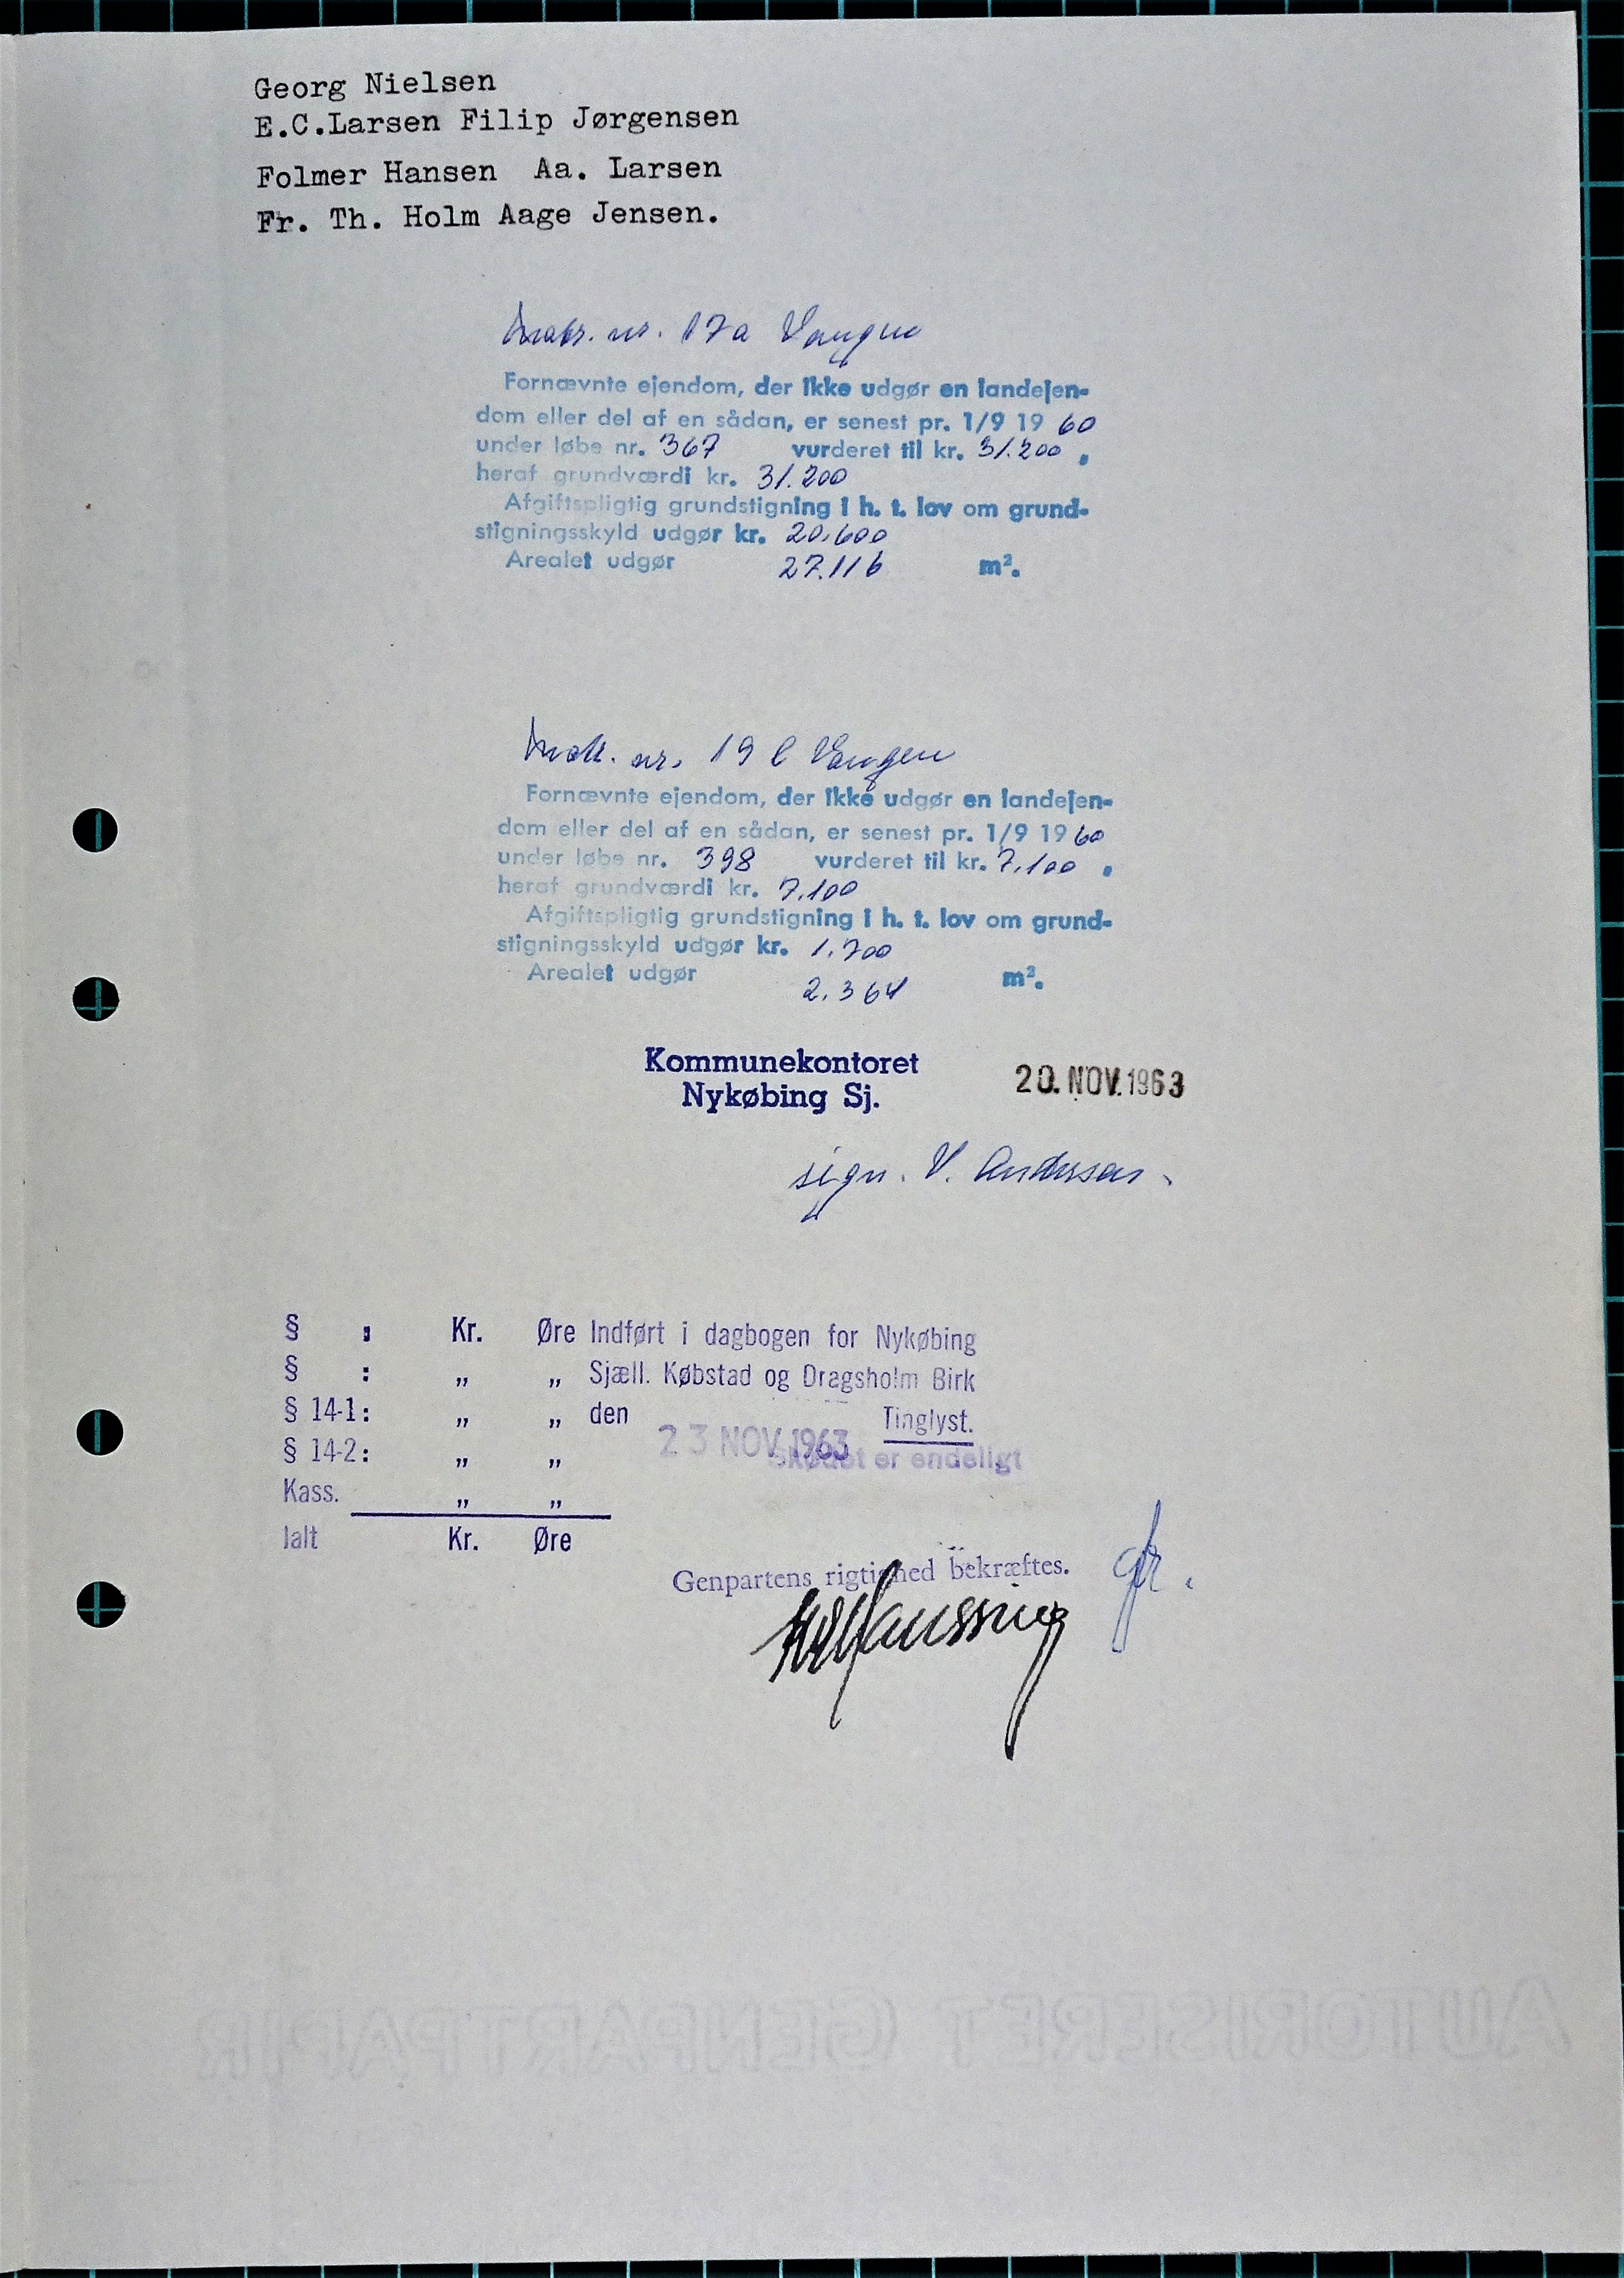 Georg Nielsen
E.C.Larsen Filip Jørgensen
Folmer Hansen Aa. Larsen
Fr. Th. Holm Aage Jensen.
Matr. nr. 17a Vangen
Fornævnte ejendom, der ikke udgør en landejen-
dom eller del af en sådan, er senest pr. 1/9 19 60
under løbe nr. 367 vurderet til kr. 31.200.
heraf grundværdi kr. 31.200
Afgiftspligtig grundstigning i h. t. lov om grund-
stigningsskyld udgør kr. 20.600
Arealet udgør 27.116 m².
Matr. nr. 19 l Vangen
Fornævnte ejendom, der ikke udgør en landejen-
dom eller del af en sådan, er senest pr. 1/9 19 60
under løbe nr. 398 vurderet til kr. 7.100.
heraf grundværdi kr. 7.100
Afgiftspligtig grundstigning i h. t. lov om grund-
stigningsskyld udgør kr. 1.700
Arealet udgør 2.364 m².
Kommunekontoret
Nykøbing Sj.
20. NOV. 1963
sign. V. Andersen.
§ : Kr. Øre Indført i dagbogen for Nykøbing
§ : „ „ Sjæll. Købstad og Dragsholm Birk
§ 14-1: „ „ den 23 NOV. 1963 Tinglyst.
§ 14-2: „ „ Skødet er endeligt
Kass. „ „
Ialt Kr. Øre
Genpartens rigtighed bekræftes.
AUTORISERET GENPARTPAPIR